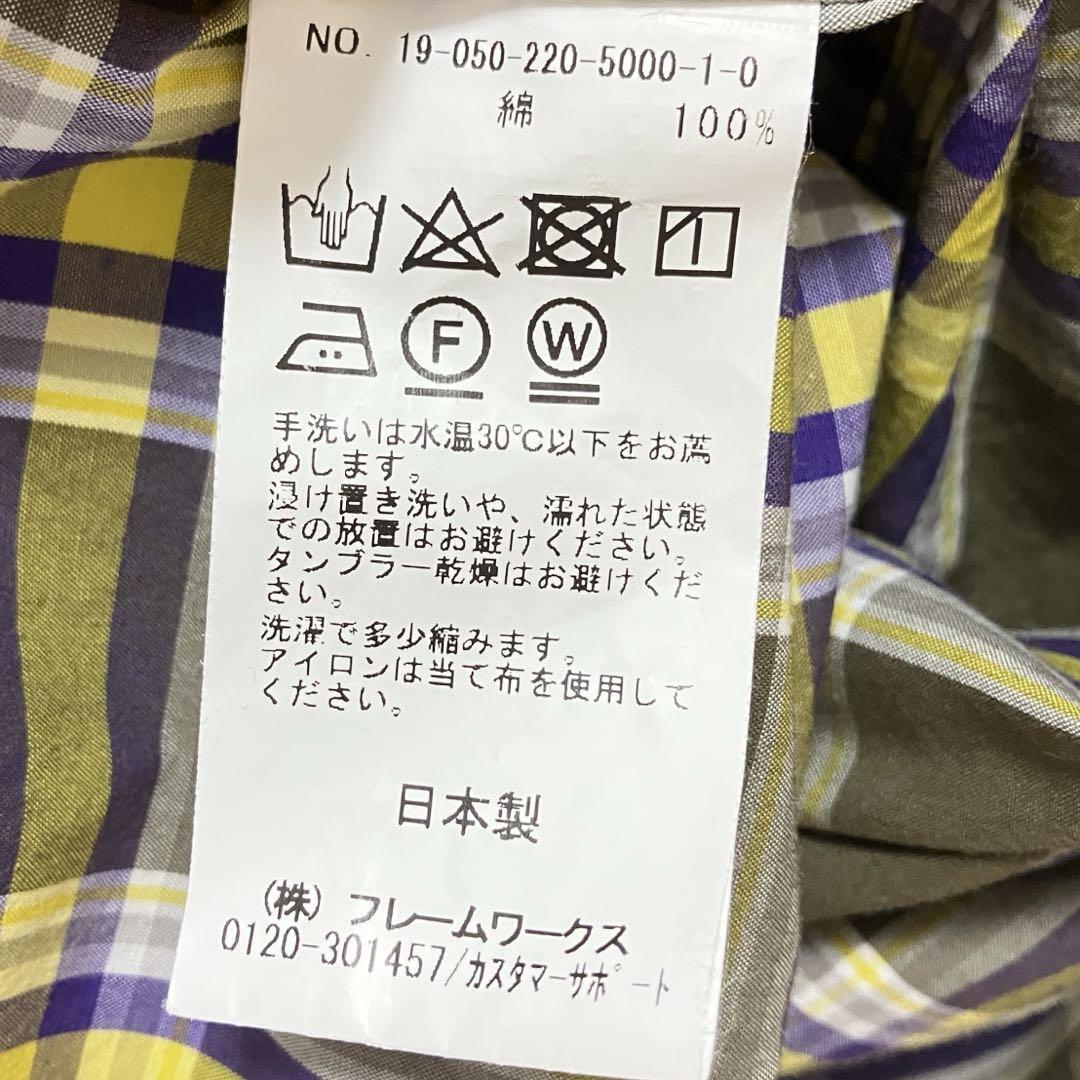 NO. 19-050-220-5000-1-0
綿 100%
F W
手洗いは水温30℃以下をお薦
めします。
浸け置き洗いや、濡れた状態
での放置はお避けください。
タンブラー乾燥はお避けくだ
さい。
洗濯で多少縮みます。
アイロンは当て布を使用して
ください。
日本製
(株) フレームワークス
0120-301457/カスタマーサポート